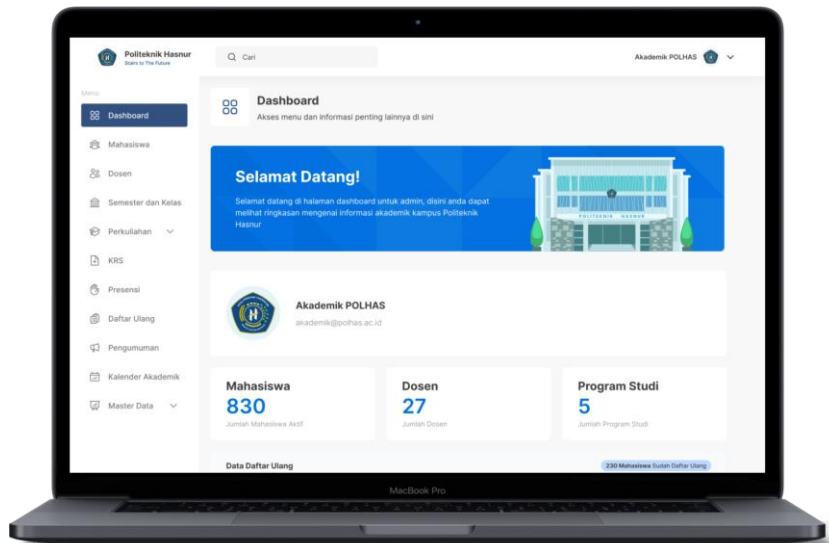 Politeknik Hasnur
Stairs to The Future
Cari
Akademik POLHAS
Menu
Dashboard
Mahasiswa
Dosen
Semester dan Kelas
Perkuliahan
KRS
Presensi
Daftar Ulang
Pengumuman
Kalender Akademik
Master Data
Dashboard
Akses menu dan informasi penting lainnya di sini
Selamat Datang!
Selamat datang di halaman dashboard untuk admin, disini anda dapat
melihat ringkasan mengenai informasi akademik kampus Politeknik
Hasnur
POLITEKNIK HASNUR
Akademik POLHAS
akademik@polhas.ac.id
Mahasiswa
830
Jumlah Mahasiswa Aktif
Dosen
27
Jumlah Dosen
Program Studi
5
Jumlah Program Studi
Data Daftar Ulang
230 Mahasiswa Sudah Daftar Ulang
MacBook Pro